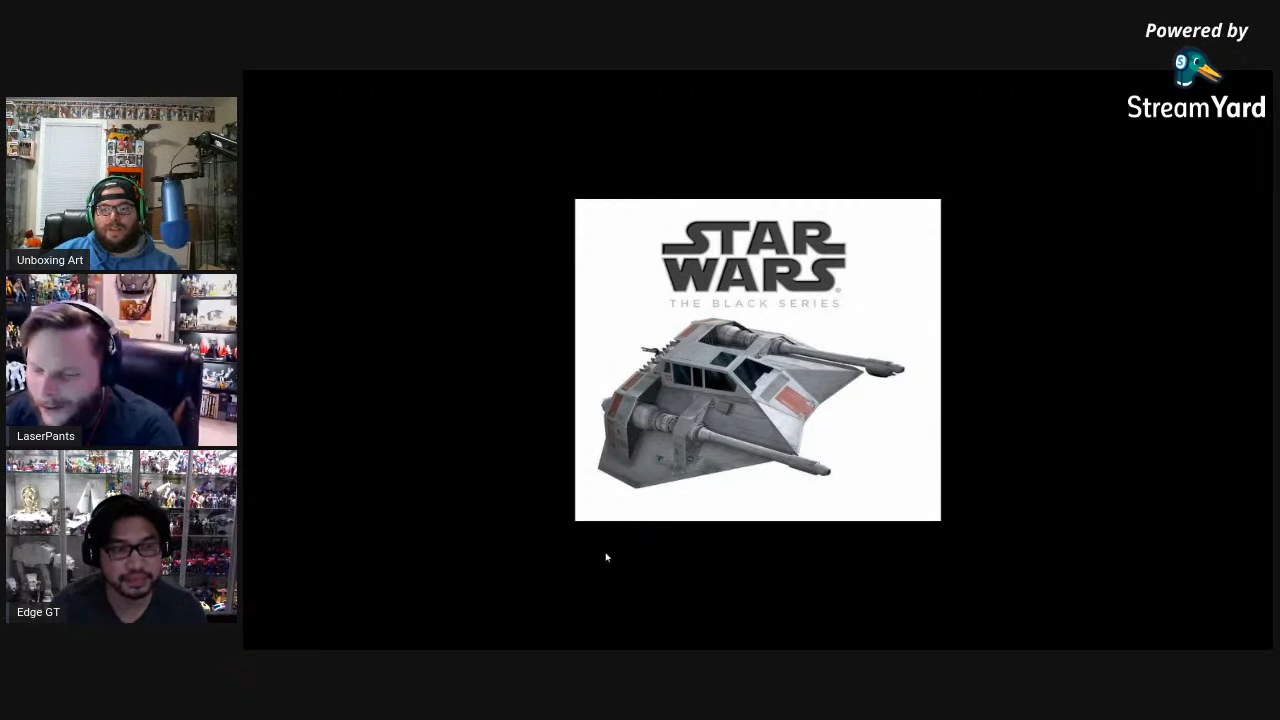 Powered by
StreamYard
Unboxing Art
LaserPants
Edge GT
STAR
WARS
THE BLACK SERIES